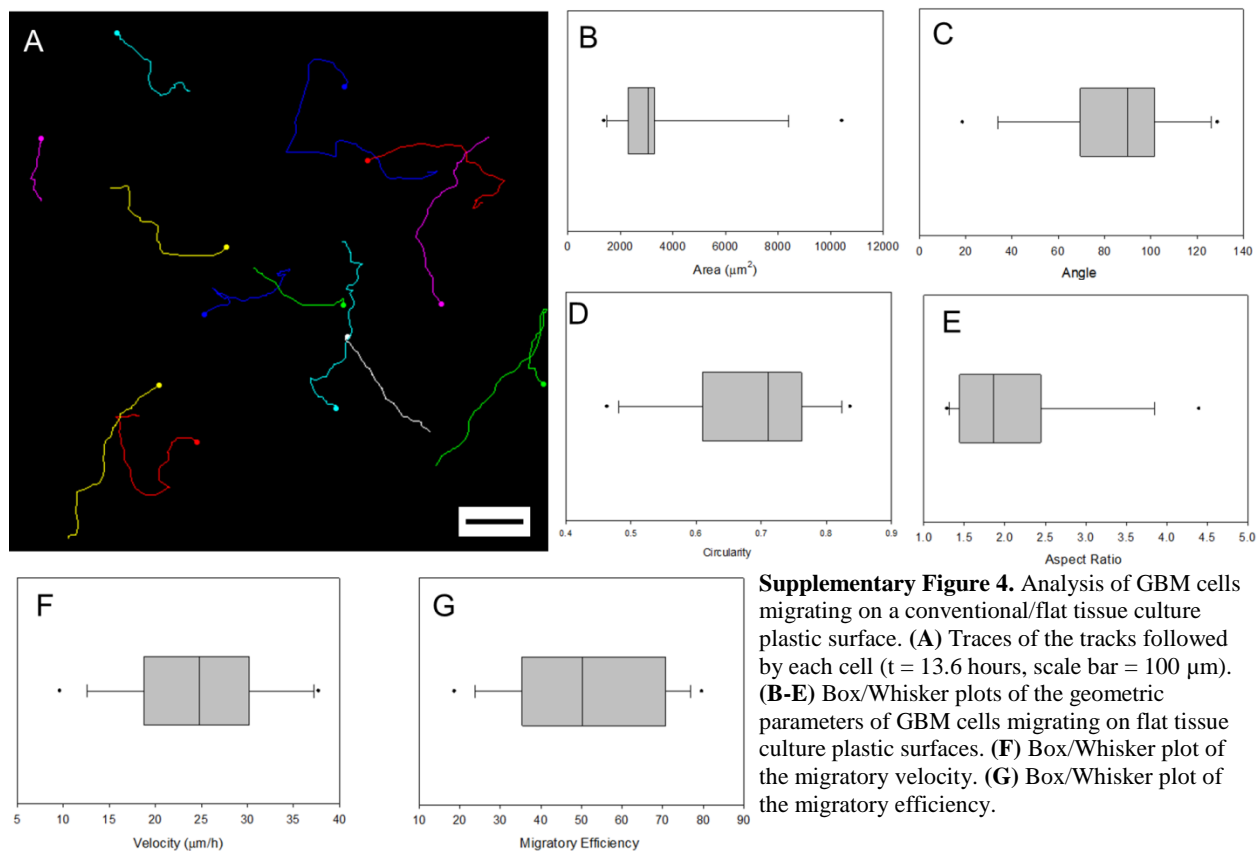 A
B
0 2000 4000 6000 8000 10000 12000
Area (μm²)
C
0 20 40 60 80 100 120 140
Angle
D
0.4 0.5 0.6 0.7 0.8 0.9
Circularity
E
1.0 1.5 2.0 2.5 3.0 3.5 4.0 4.5 5.0
Aspect Ratio
F
5 10 15 20 25 30 35 40
Velocity (μm/h)
G
10 20 30 40 50 60 70 80 90
Migratory Efficiency
Supplementary Figure 4. Analysis of GBM cells
migrating on a conventional/flat tissue culture
plastic surface. (A) Traces of the tracks followed
by each cell (t = 13.6 hours, scale bar = 100 μm).
(B-E) Box/Whisker plots of the geometric
parameters of GBM cells migrating on flat tissue
culture plastic surfaces. (F) Box/Whisker plot of
the migratory velocity. (G) Box/Whisker plot of
the migratory efficiency.